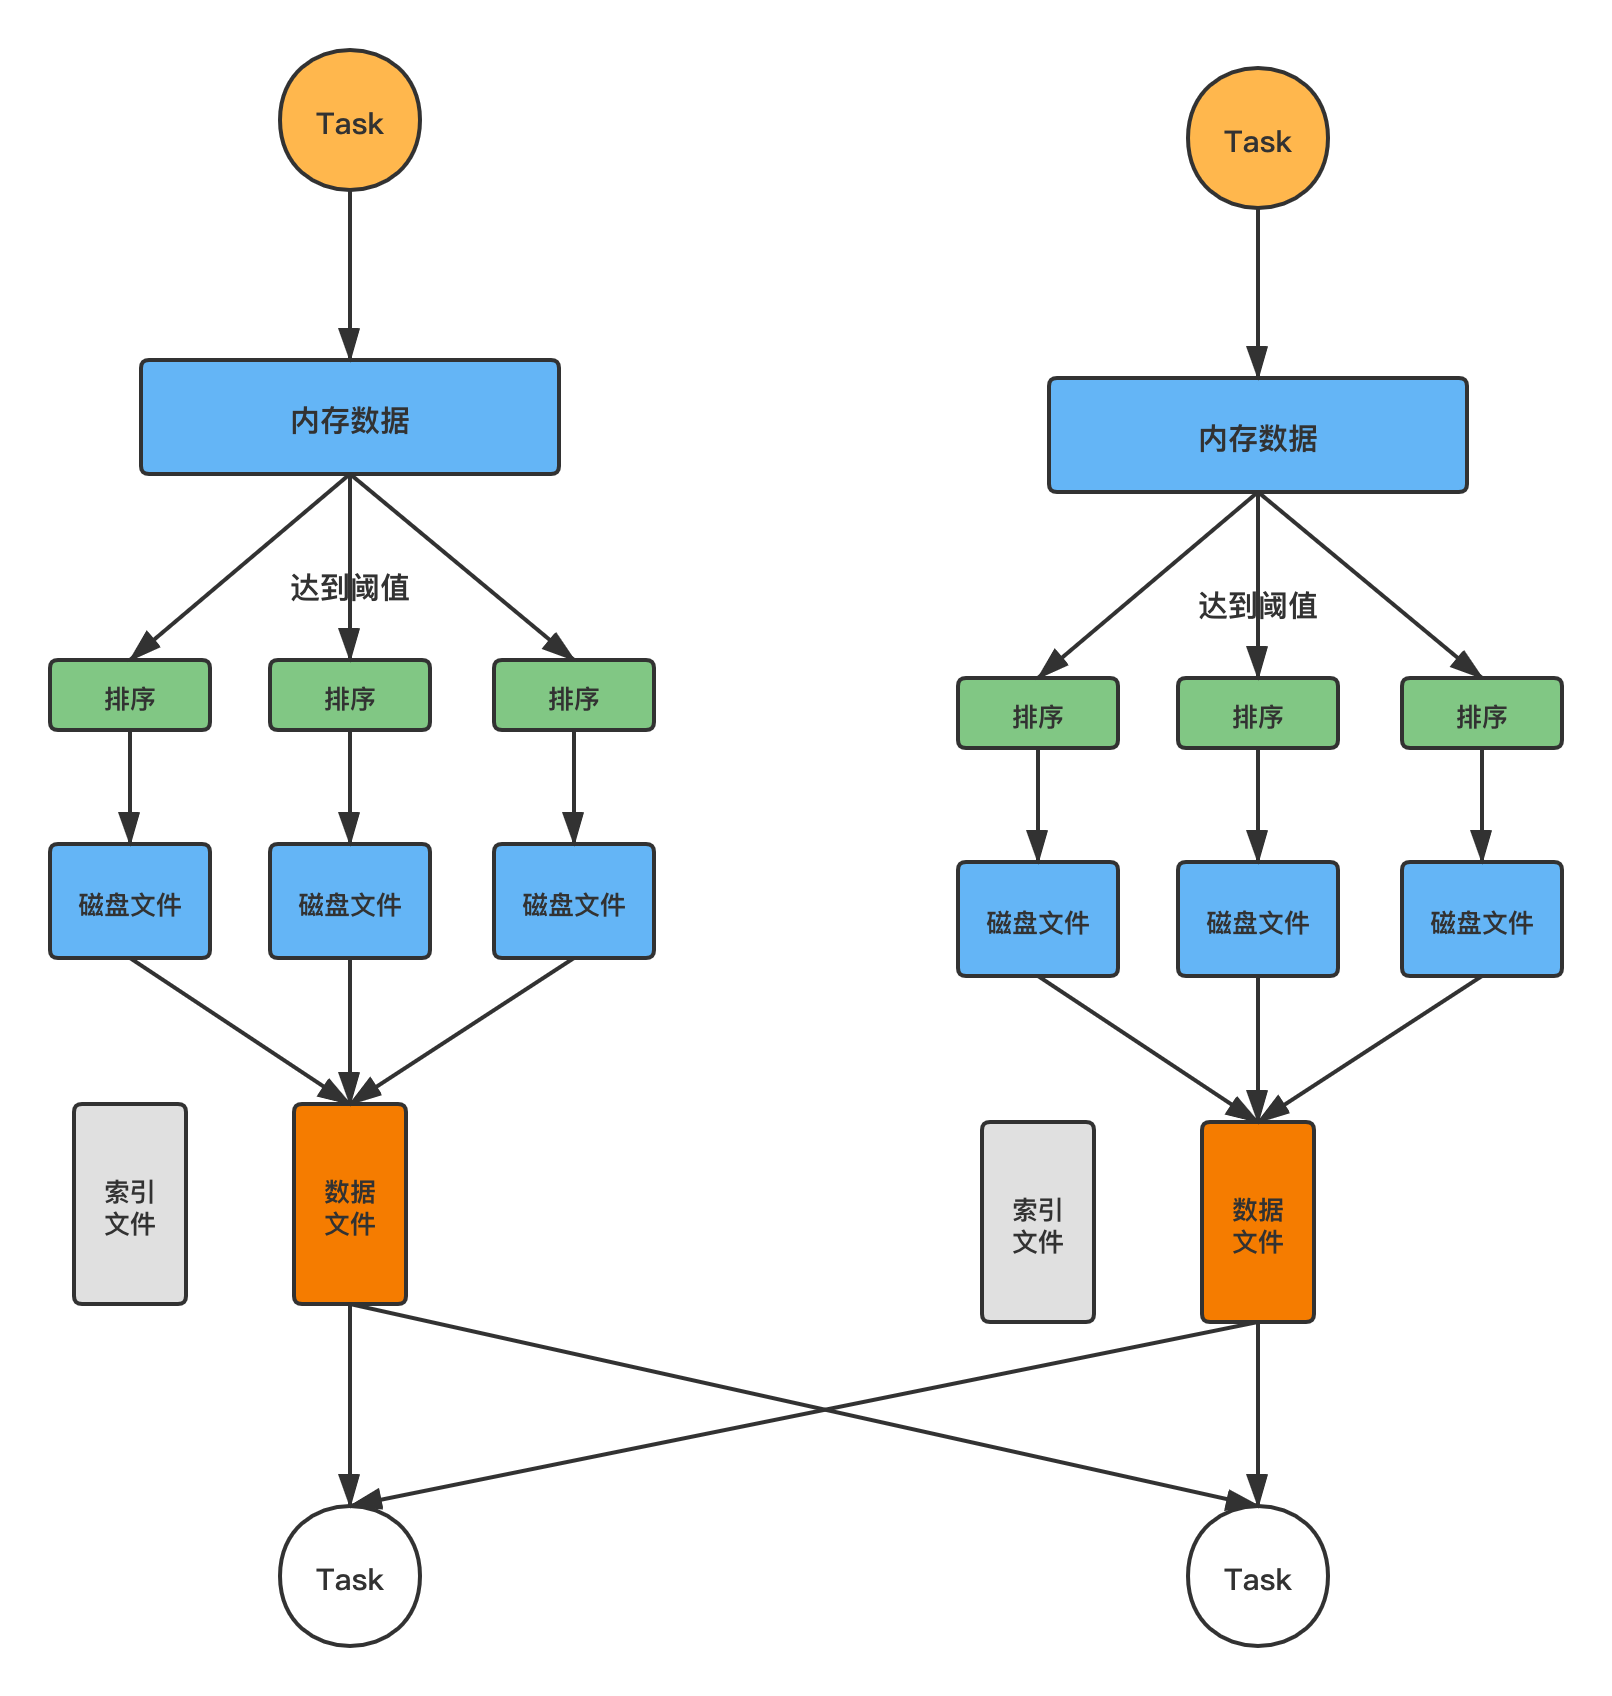 Task
Task
内存数据
内存数据
达到阈值
达到阈值
排序
排序
排序
排序
排序
排序
磁盘文件
磁盘文件
磁盘文件
磁盘文件
磁盘文件
磁盘文件
索引
文件
数据
文件
索引
文件
数据
文件
Task
Task